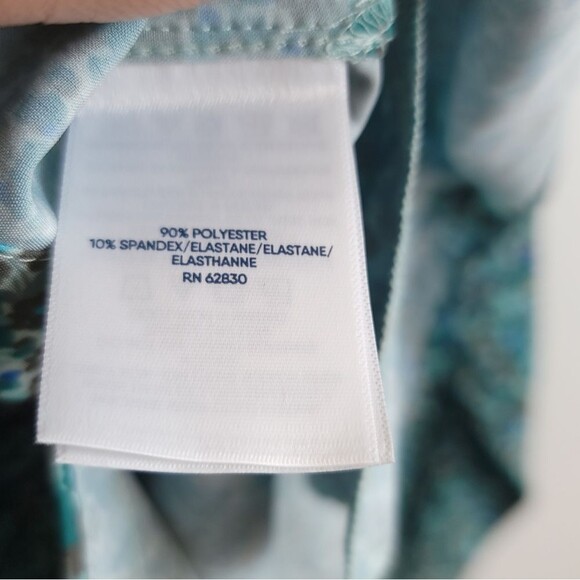 90% POLYESTER
10% SPANDEX/ELASTANE/ELASTANE/
ELASTHANNE
RN 62830